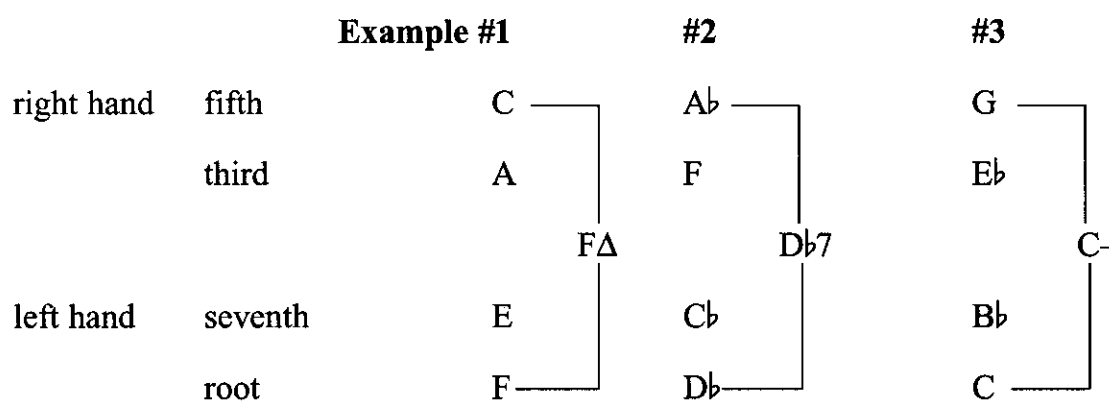 Example #1 #2 #3
right hand fifth C A♭ G
third A F E♭
FΔ D♭7 C-
left hand seventh E C♭ B♭
root F D♭ C